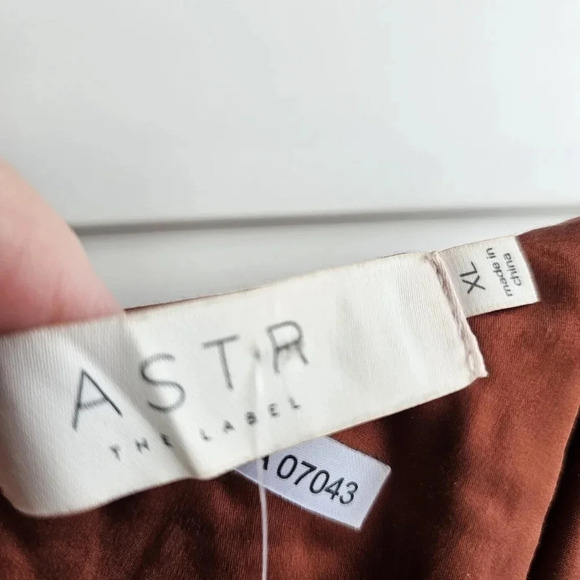 ASTR
THE LABEL
XL
made in
china
07043